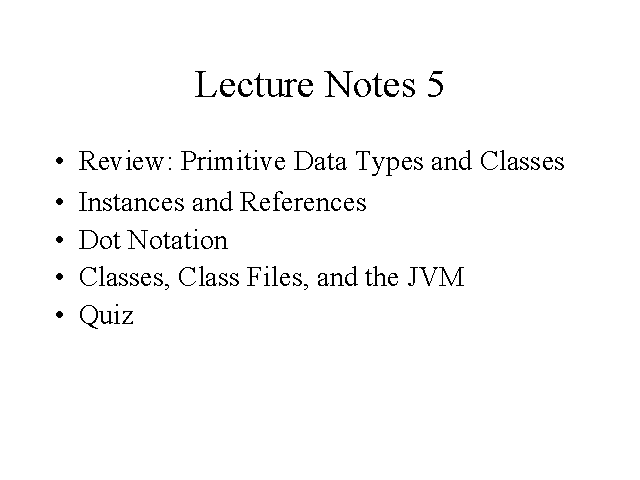 Lecture Notes 5
• Review: Primitive Data Types and Classes
• Instances and References
• Dot Notation
• Classes, Class Files, and the JVM
• Quiz